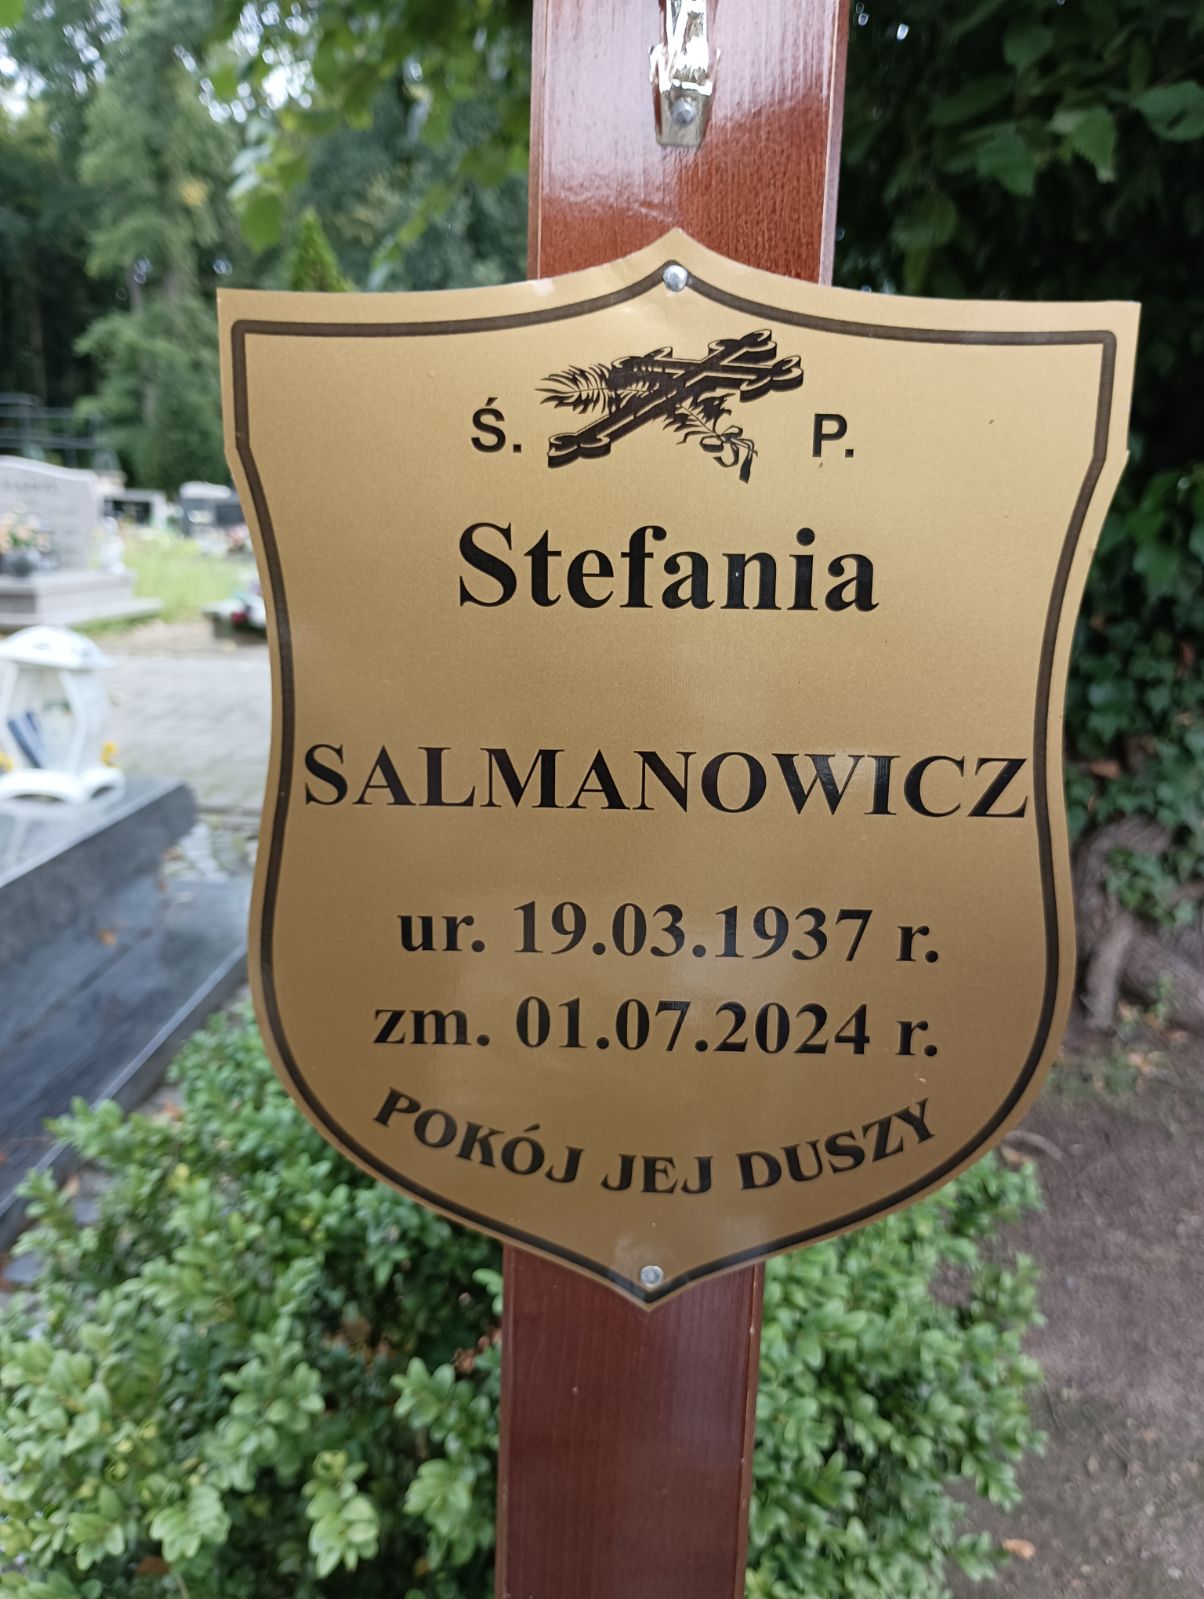 Ś. P.
Stefania
SALMANOWICZ
ur. 19.03.1937 r.
zm. 01.07.2024 r.
POKÓJ JEJ DUSZY